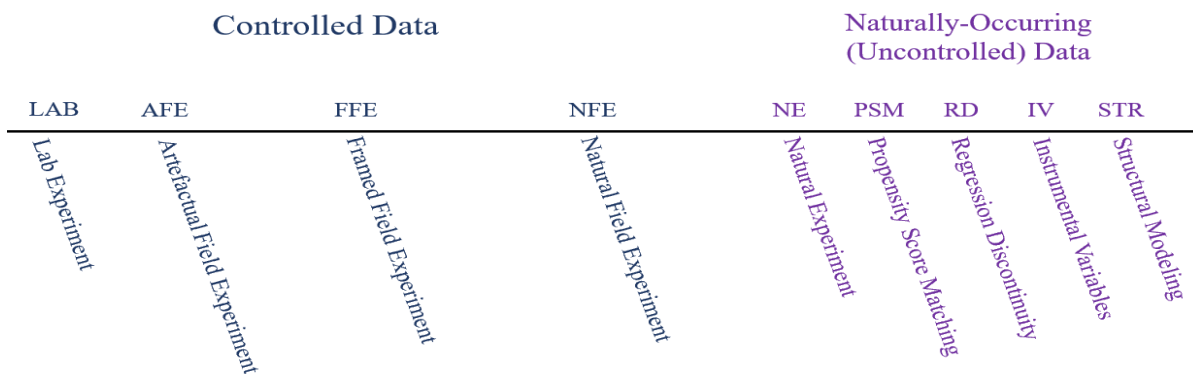 Controlled Data
Naturally-Occurring
(Uncontrolled) Data
LAB AFE FFE NFE NE PSM RD IV STR
Lab Experiment
Artefactual Field Experiment
Framed Field Experiment
Natural Field Experiment
Natural Experiment
Propensity Score Matching
Regression Discontinuity
Instrumental Variables
Structural Modeling